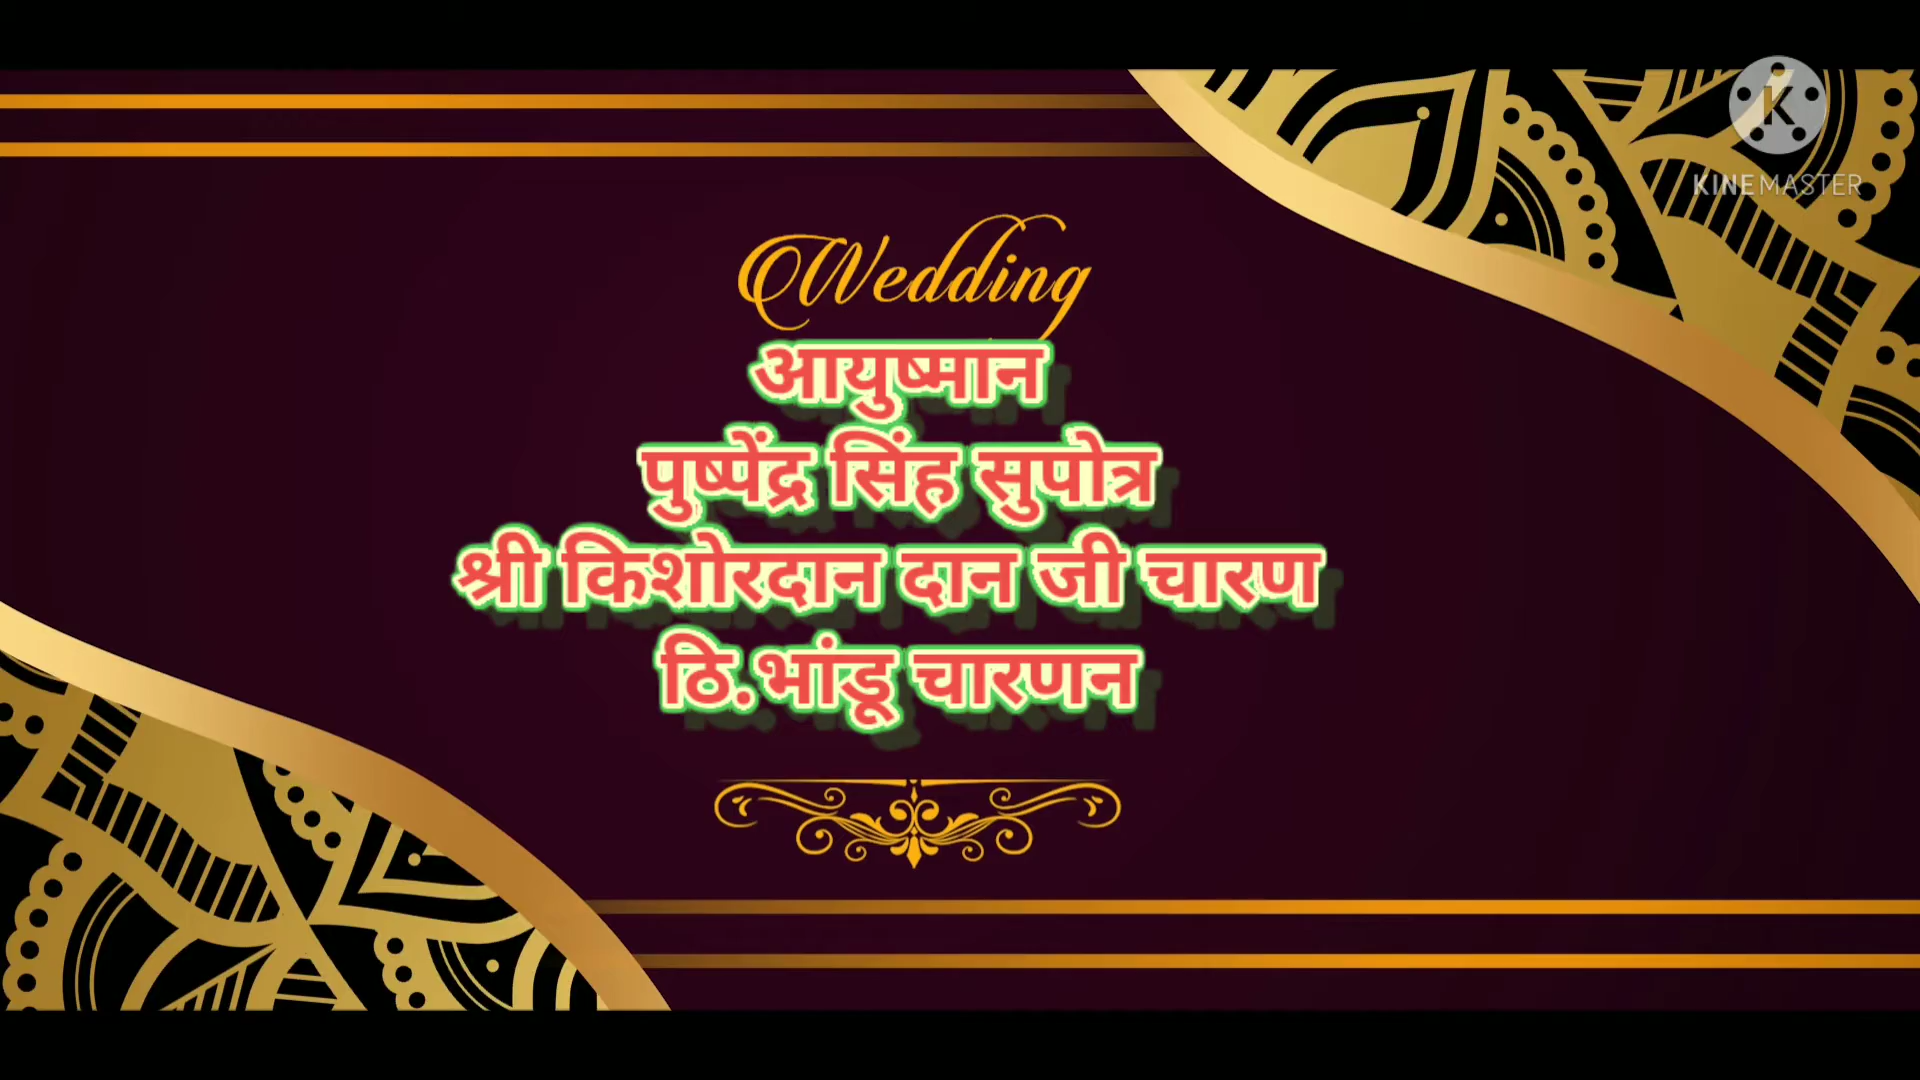 KINEMASTER
Wedding
आयुष्मान
पुष्पेंद्र सिंह सुपोत्र
श्री किशोरदान दान जी चारण
ठि.भांडू चारणन